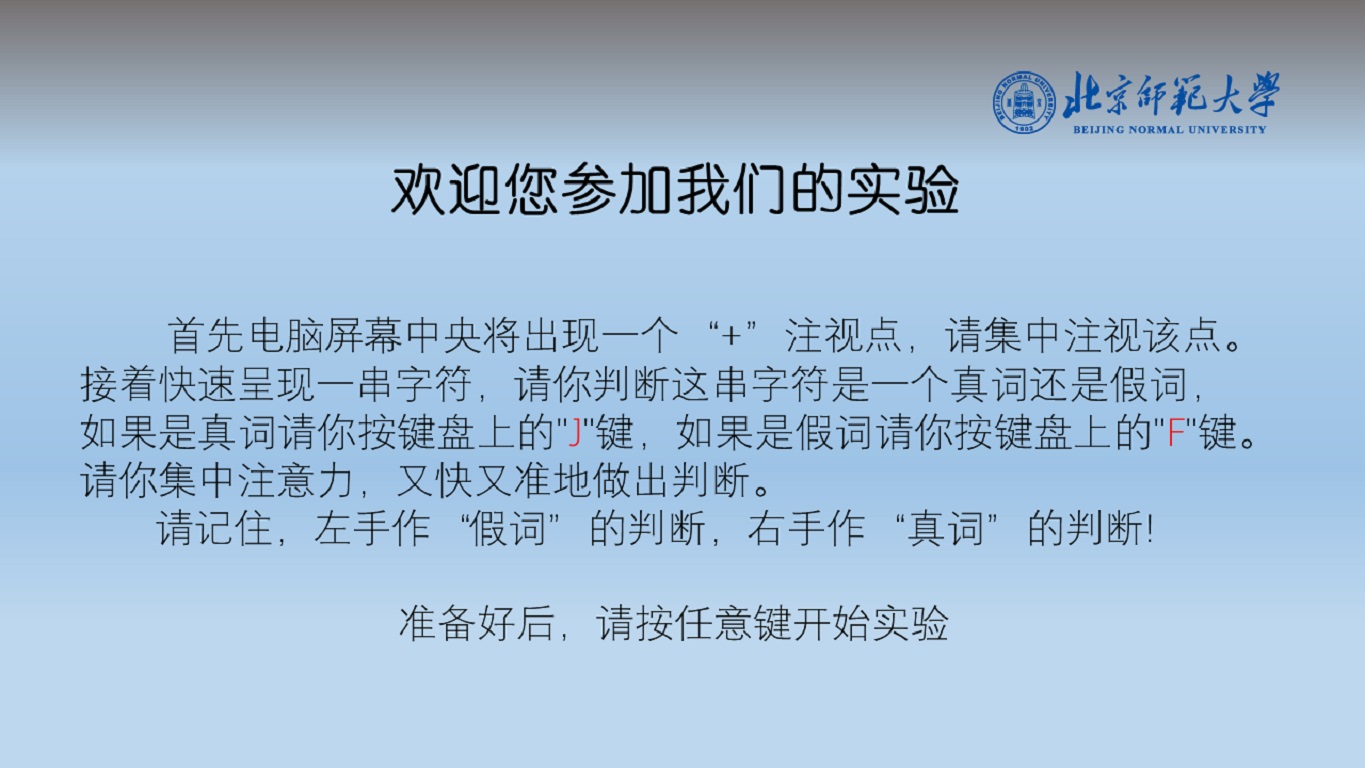 BEIJING NORMAL UNIVERSITY
1902
北京师范大学
BEIJING NORMAL UNIVERSITY
欢迎您参加我们的实验
首先电脑屏幕中央将出现一个“+”注视点，请集中注视该点。
接着快速呈现一串字符，请你判断这串字符是一个真词还是假词，
如果是真词请你按键盘上的"J"键，如果是假词请你按键盘上的"F"键。
请你集中注意力，又快又准地做出判断。
请记住，左手作“假词”的判断，右手作“真词”的判断!
准备好后，请按任意键开始实验